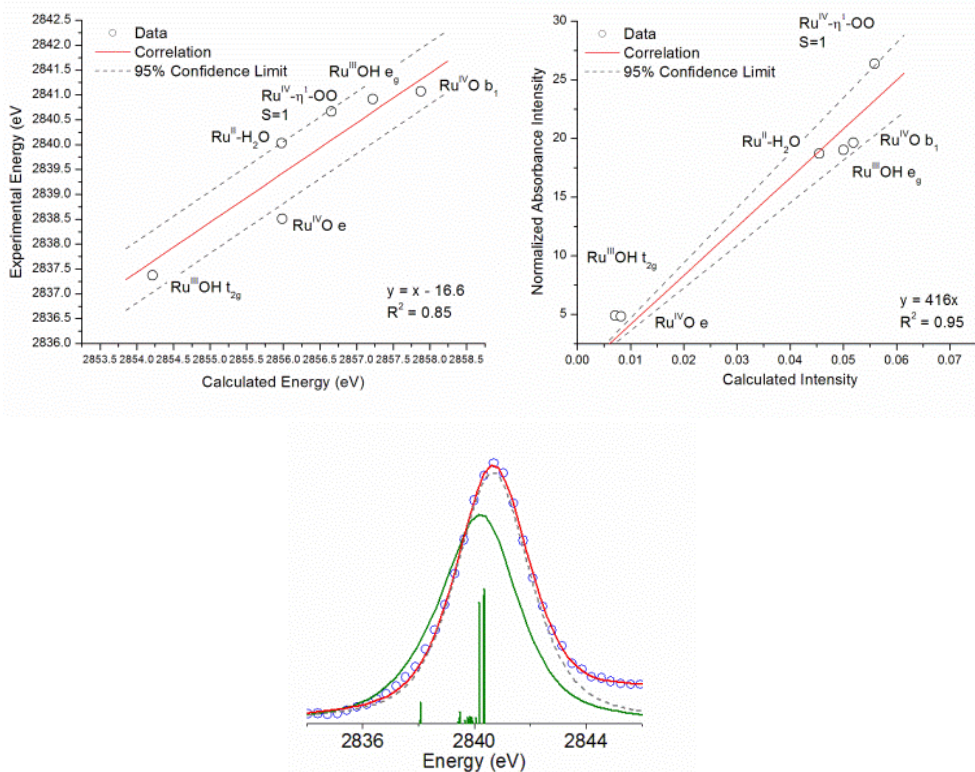 2842.5
2842.0
2841.5
2841.0
2840.5
2840.0
2839.5
2839.0
2838.5
2838.0
2837.5
2837.0
2836.5
2836.0
Experimental Energy (eV
Data
Correlation
95% Confidence Limit
Ru^III OH e_g
Ru^IV-η^1-OO
S=1
Ru^IV O b_1
Ru^II-H_2O
Ru^IV O e
Ru^III OH t_2g
y = x - 16.6
R^2 = 0.85
2853.5 2854.0 2854.5 2855.0 2855.5 2856.0 2856.5 2857.0 2857.5 2858.0 2858.5
Calculated Energy (eV)
30
25
20
15
10
5
Normalized Absorbance Intensity
Data
Correlation
95% Confidence Limit
Ru^IV-η^1-OO
S=1
Ru^II-H_2O
Ru^IV O b_1
Ru^III OH e_g
Ru^III OH t_2g
Ru^IV O e
y = 416x
R^2 = 0.95
0.00 0.01 0.02 0.03 0.04 0.05 0.06 0.07
Calculated Intensity
2836 2840 2844
Energy (eV)